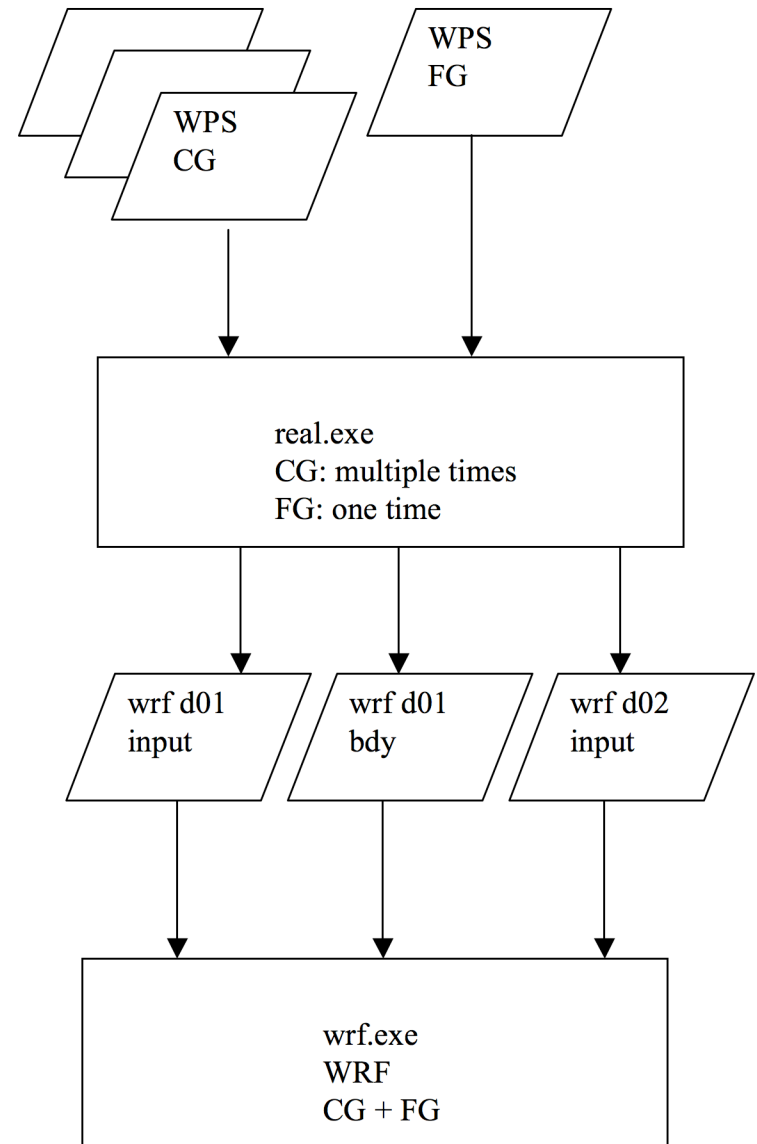 WPS
FG
WPS
CG
real.exe
CG: multiple times
FG: one time
wrf d01
input
wrf d01
bdy
wrf d02
input
wrf.exe
WRF
CG + FG